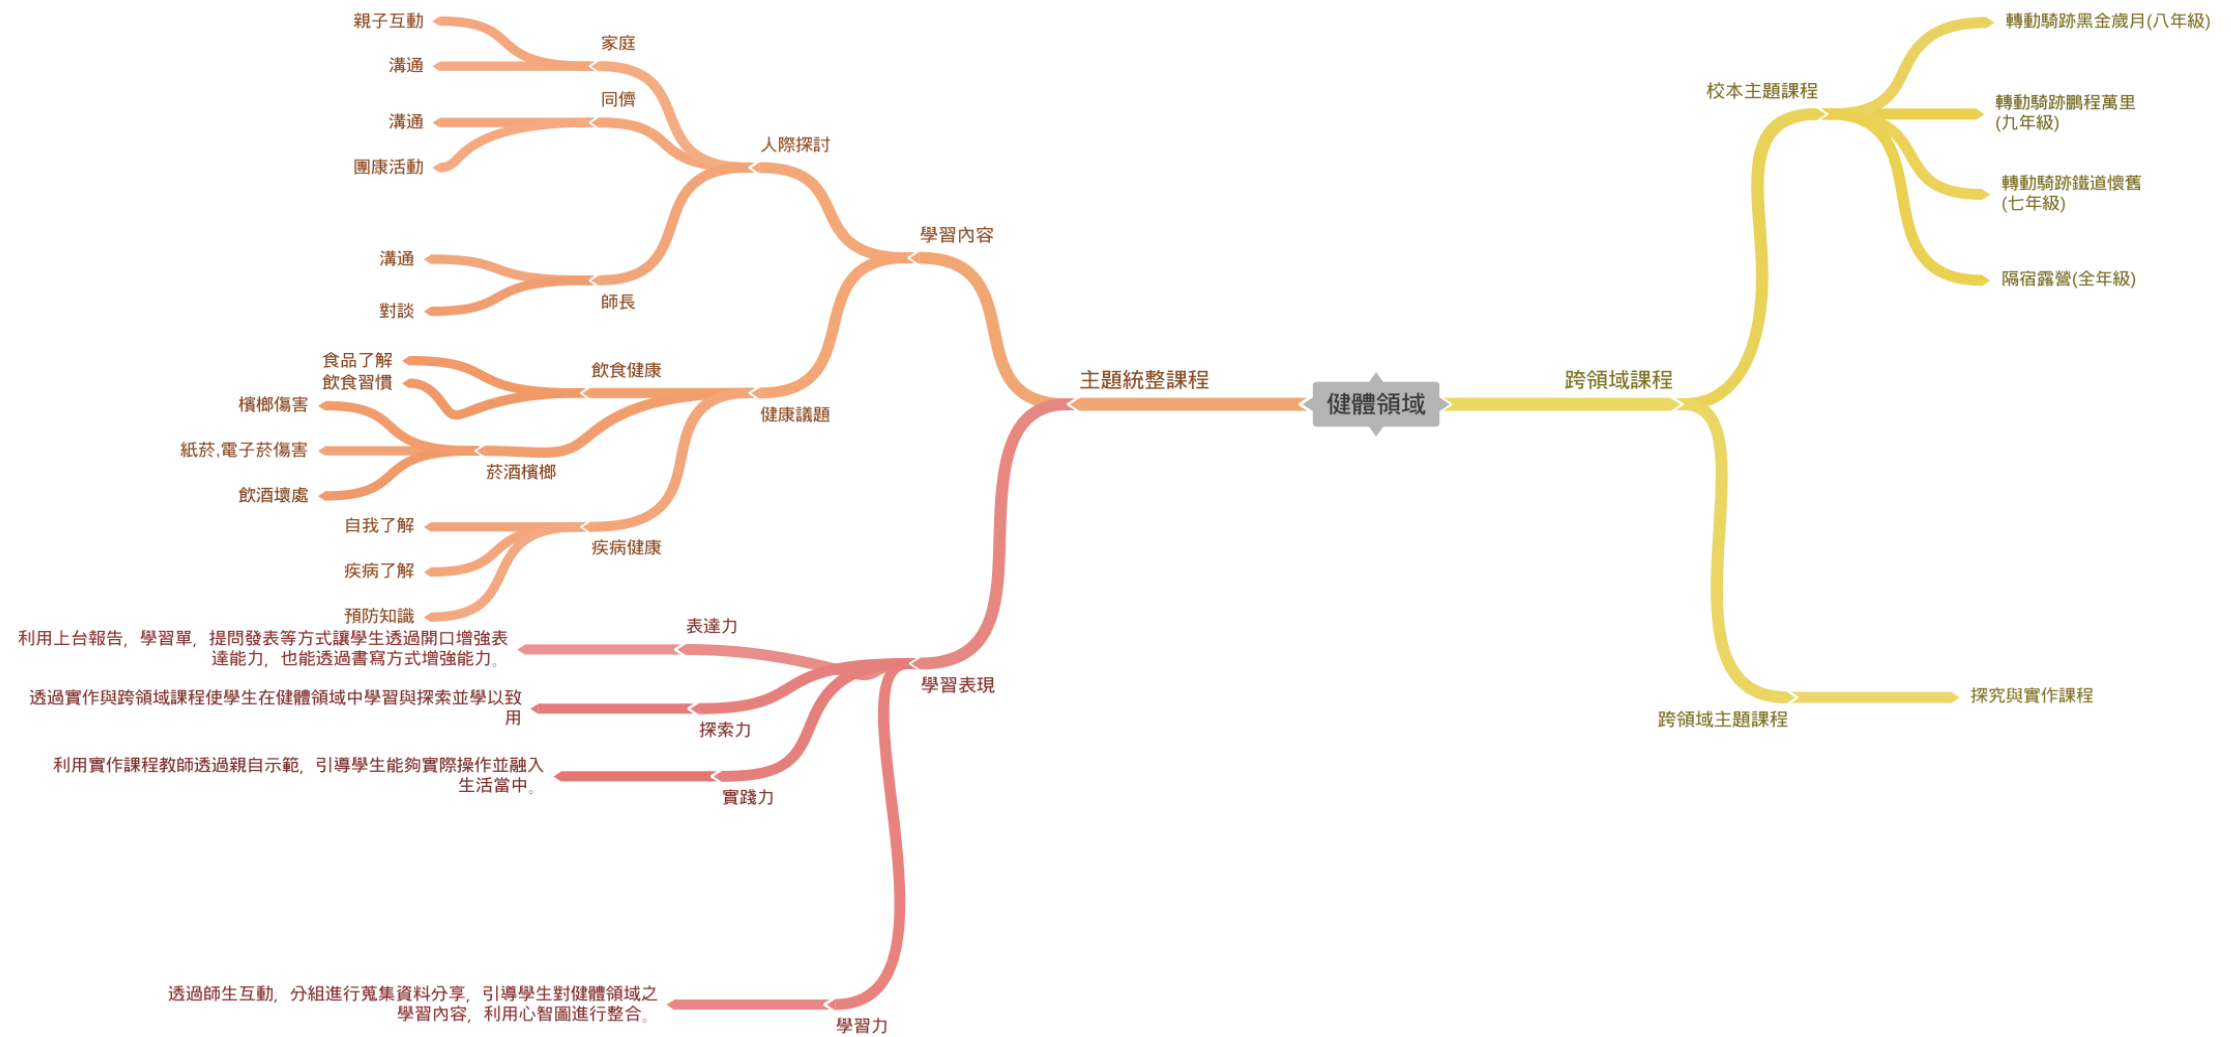 健體領域
主題統整課程
學習內容
人際探討
家庭
親子互動
溝通
同儕
溝通
團康活動
師長
溝通
對談
健康議題
飲食健康
食品了解
飲食習慣
菸酒檳榔
檳榔傷害
紙菸,電子菸傷害
飲酒壞處
疾病健康
自我了解
疾病了解
預防知識
學習表現
表達力
利用上台報告，學習單，提問發表等方式讓學生透過開口增強表
達能力，也能透過書寫方式增強能力。
探索力
透過實作與跨領域課程使學生在健體領域中學習與探索並學以致
用
實踐力
利用實作課程教師透過親自示範，引導學生能夠實際操作並融入
生活當中。
學習力
透過師生互動，分組進行蒐集資料分享，引導學生對健體領域之
學習內容，利用心智圖進行整合。
跨領域課程
校本主題課程
轉動騎跡黑金歲月(八年級)
轉動騎跡鵬程萬里
(九年級)
轉動騎跡鐵道懷舊
(七年級)
隔宿露營(全年級)
跨領域主題課程
探究與實作課程